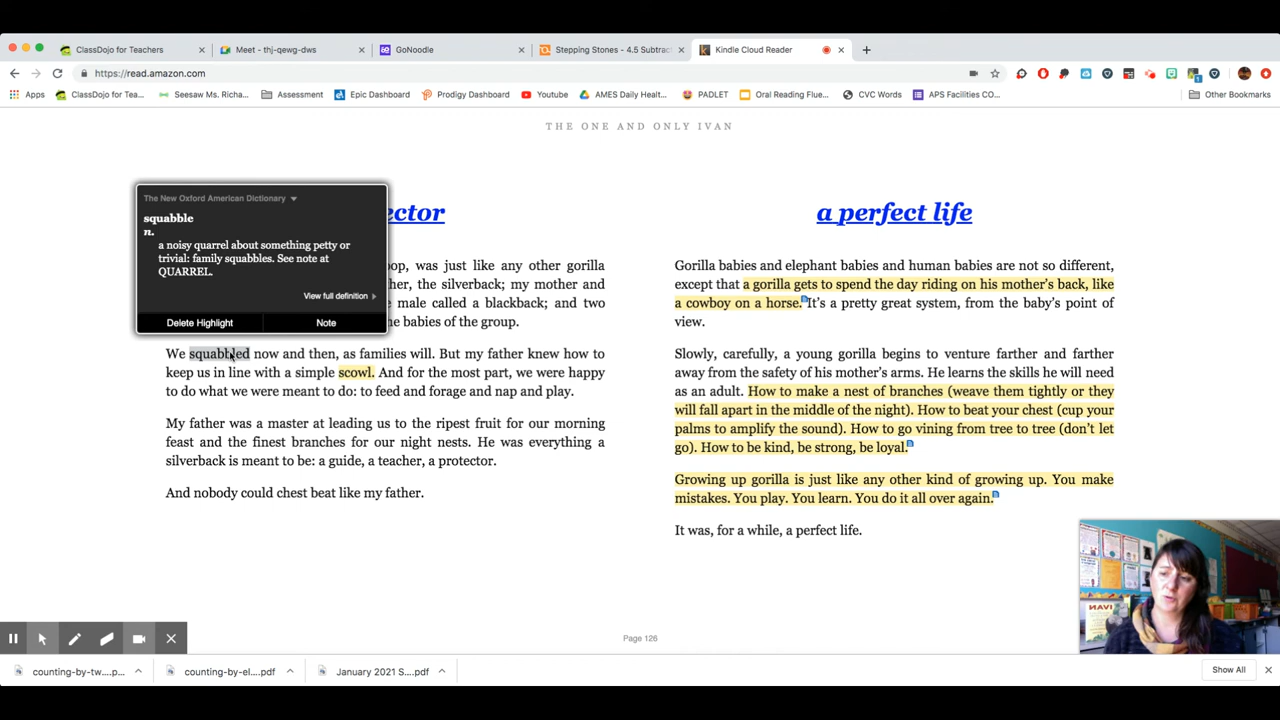 ClassDojo for Teachers
Meet - thj-qewg-dws
GoNoodle
Stepping Stones - 4.5 Subtrac
Kindle Cloud Reader
https://read.amazon.com
Apps
ClassDojo for Tea...
Seesaw Ms. Richa...
Assessment
Epic Dashboard
Prodigy Dashboard
Youtube
AMES Daily Healt...
PADLET
Oral Reading Flue...
CVC Words
APS Facilities CO...
Other Bookmarks
THE ONE AND ONLY IVAN
The New Oxford American Dictionary
squabble
n.
a noisy quarrel about something petty or
trivial: family squabbles. See note at
QUARREL.
View full definition
Delete Highlight
Note
ector
oop, was just like any other gorilla
her, the silverback; my mother and
male called a blackback; and two
he babies of the group.
We squabbled now and then, as families will. But my father knew how to
keep us in line with a simple scowl. And for the most part, we were happy
to do what we were meant to do: to feed and forage and nap and play.
My father was a master at leading us to the ripest fruit for our morning
feast and the finest branches for our night nests. He was everything a
silverback is meant to be: a guide, a teacher, a protector.
And nobody could chest beat like my father.
a perfect life
Gorilla babies and elephant babies and human babies are not so different,
except that a gorilla gets to spend the day riding on his mother's back, like
a cowboy on a horse. It's a pretty great system, from the baby's point of
view.
Slowly, carefully, a young gorilla begins to venture farther and farther
away from the safety of his mother's arms. He learns the skills he will need
as an adult. How to make a nest of branches (weave them tightly or they
will fall apart in the middle of the night). How to beat your chest (cup your
palms to amplify the sound). How to go vining from tree to tree (don't let
go). How to be kind, be strong, be loyal.
Growing up gorilla is just like any other kind of growing up. You make
mistakes. You play. You learn. You do it all over again.
It was, for a while, a perfect life.
IVAN
Page 126
counting-by-tw....p...
counting-by-el....pdf
January 2021 S....pdf
Show All